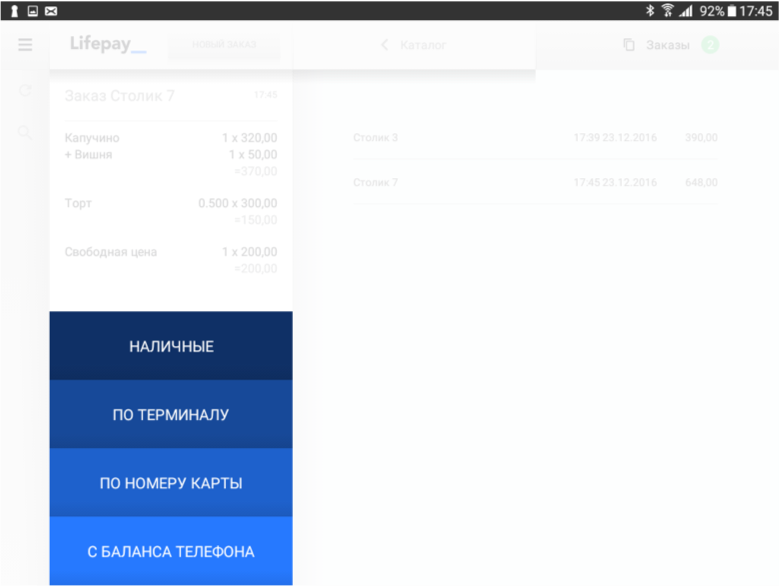 92% 17:45
Lifepay_
НОВЫЙ ЗАКАЗ
Каталог
Заказы 2
Заказ Столик 7 17:45
Капучино 1 x 320,00
+ Вишня 1 x 50,00
=370,00
Торт 0.500 x 300,00
=150,00
Свободная цена 1 x 200,00
=200,00
Столик 3 17:39 23.12.2016 390,00
Столик 7 17:45 23.12.2016 648,00
НАЛИЧНЫЕ
ПО ТЕРМИНАЛУ
ПО НОМЕРУ КАРТЫ
С БАЛАНСА ТЕЛЕФОНА